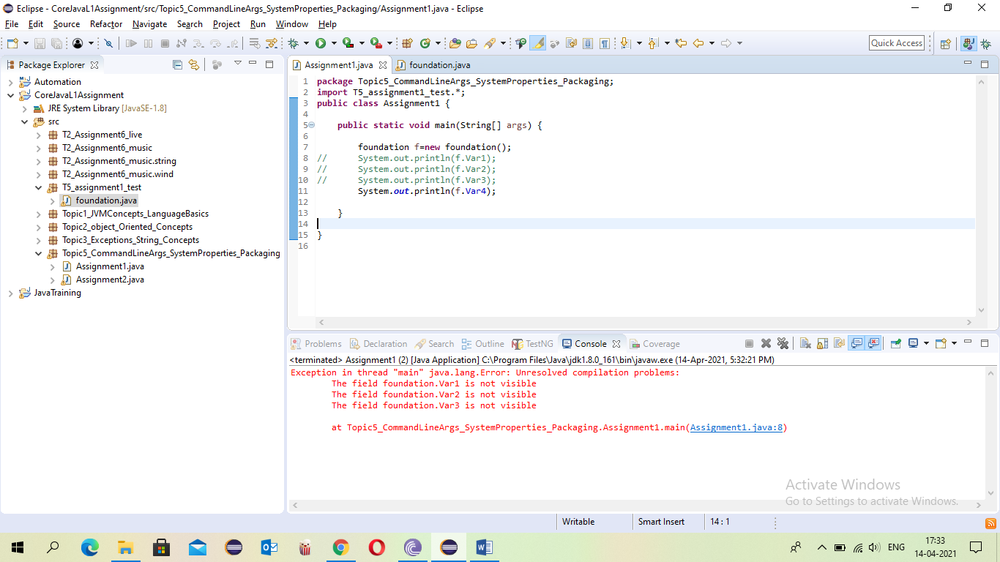 Eclipse - CoreJavaL1Assignment/src/Topic5_CommandLineArgs_SystemProperties_Packaging/Assignment1.java - Eclipse
File Edit Source Refactor Navigate Search Project Run Window Help
Quick Access
Package Explorer
Automation
CoreJavaL1Assignment
JRE System Library [JavaSE-1.8]
src
T2_Assignment6_live
T2_Assignment6_music
T2_Assignment6_music.string
T2_Assignment6_music.wind
T5_assignment1_test
foundation.java
Topic1_JVMConcepts_LanguageBasics
Topic2_object_Oriented_Concepts
Topic3_Exceptions_String_Concepts
Topic5_CommandLineArgs_SystemProperties_Packaging
Assignment1.java
Assignment2.java
JavaTraining
Assignment1.java foundation.java
1 package Topic5_CommandLineArgs_SystemProperties_Packaging;
2 import T5_assignment1_test.*;
3 public class Assignment1 {
4
5 public static void main(String[] args) {
6
7 foundation f=new foundation();
8 // System.out.println(f.Var1);
9 // System.out.println(f.Var2);
10 // System.out.println(f.Var3);
11 System.out.println(f.Var4);
12
13 }
14
15 }
16
Problems Declaration Search Outline TestNG Console Coverage
<terminated> Assignment1 (2) [Java Application] C:\Program Files\Java\jdk1.8.0_161\bin\javaw.exe (14-Apr-2021, 5:32:21 PM)
Exception in thread "main" java.lang.Error: Unresolved compilation problems:
The field foundation.Var1 is not visible
The field foundation.Var2 is not visible
The field foundation.Var3 is not visible
at Topic5_CommandLineArgs_SystemProperties_Packaging.Assignment1.main(Assignment1.java:8)
Activate Windows
Go to Settings to activate Windows.
Writable Smart Insert 14 : 1
ENG
17:33
14-04-2021